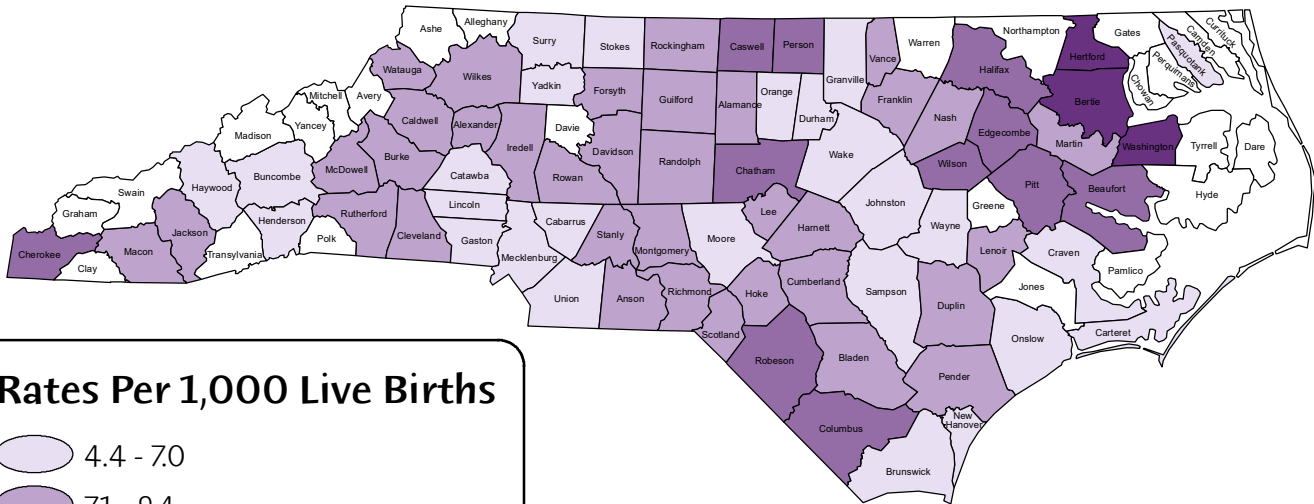 Ashe
Alleghany
Surry
Stokes
Rockingham
Caswell
Person
Granville
Vance
Warren
Northampton
Hertford
Gates
Currituck
Camden
Pasquotank
Perquimans
Chowan
Halifax
Bertie
Watauga
Wilkes
Yadkin
Forsyth
Guilford
Alamance
Orange
Durham
Franklin
Nash
Edgecombe
Martin
Washington
Tyrrell
Dare
Mitchell
Avery
Yancey
Madison
Caldwell
Alexander
Iredell
Davie
Davidson
Randolph
Chatham
Wake
Wilson
Pitt
Beaufort
Hyde
Swain
Haywood
Buncombe
McDowell
Burke
Catawba
Rowan
Lincoln
Graham
Jackson
Henderson
Rutherford
Cleveland
Gaston
Cabarrus
Stanly
Montgomery
Moore
Lee
Harnett
Johnston
Wayne
Greene
Lenoir
Craven
Pamlico
Cherokee
Macon
Clay
Transylvania
Polk
Mecklenburg
Union
Anson
Richmond
Hoke
Cumberland
Sampson
Duplin
Jones
Onslow
Carteret
Scotland
Robeson
Bladen
Pender
Columbus
New
Hanover
Brunswick
Rates Per 1,000 Live Births
4.4 - 7.0
7.1 - 9.4